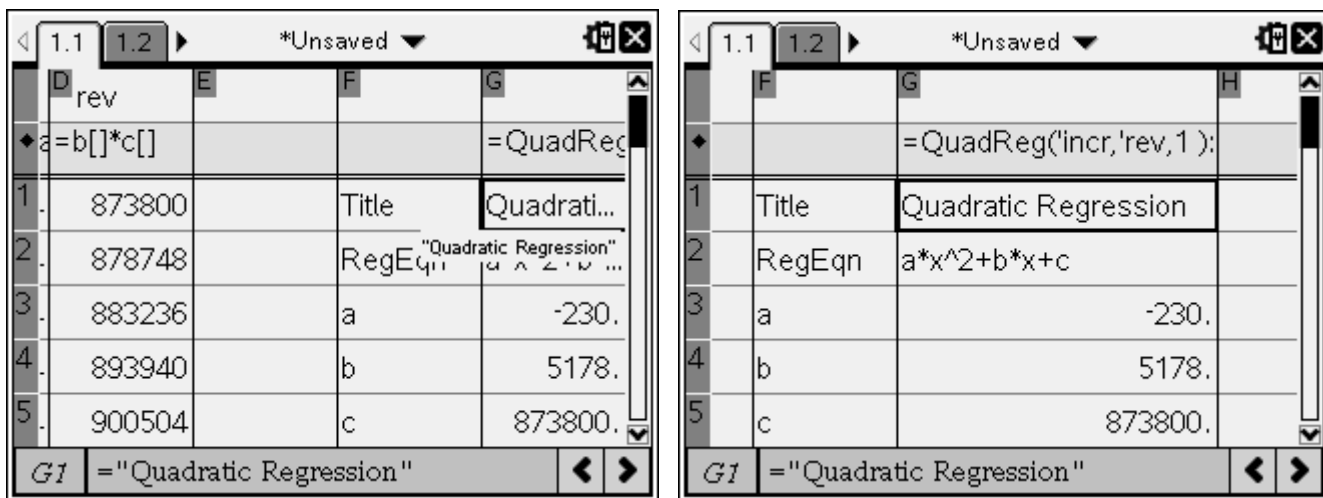 1.1 1.2 *Unsaved
D rev E F G
a=b[]*c[] =QuadReg
1 . 873800 Title Quadrati...
"Quadratic Regression"
2 . 878748 RegEqn a*x^2+b*...
3 . 883236 a -230.
4 . 893940 b 5178.
5 . 900504 c 873800.
G1 ="Quadratic Regression"
1.1 1.2 *Unsaved
F G H
=QuadReg('incr,'rev,1 ):
1 Title Quadratic Regression
2 RegEqn a*x^2+b*x+c
3 a -230.
4 b 5178.
5 c 873800.
G1 ="Quadratic Regression"